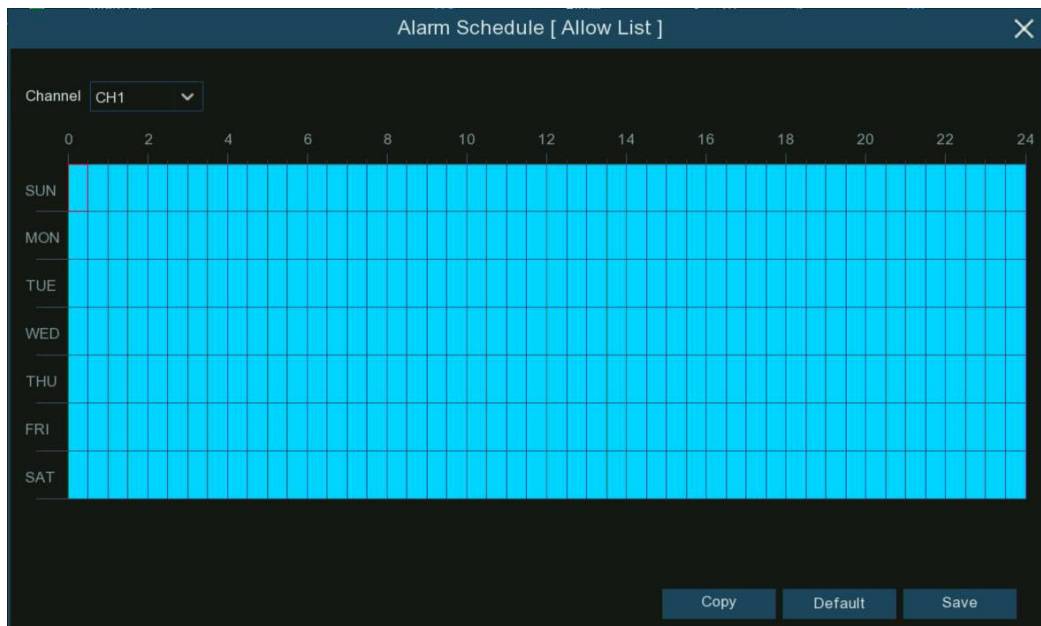 Alarm Schedule [ Allow List ]
Channel CH1
0 2 4 6 8 10 12 14 16 18 20 22 24
SUN
MON
TUE
WED
THU
FRI
SAT
Copy Default Save